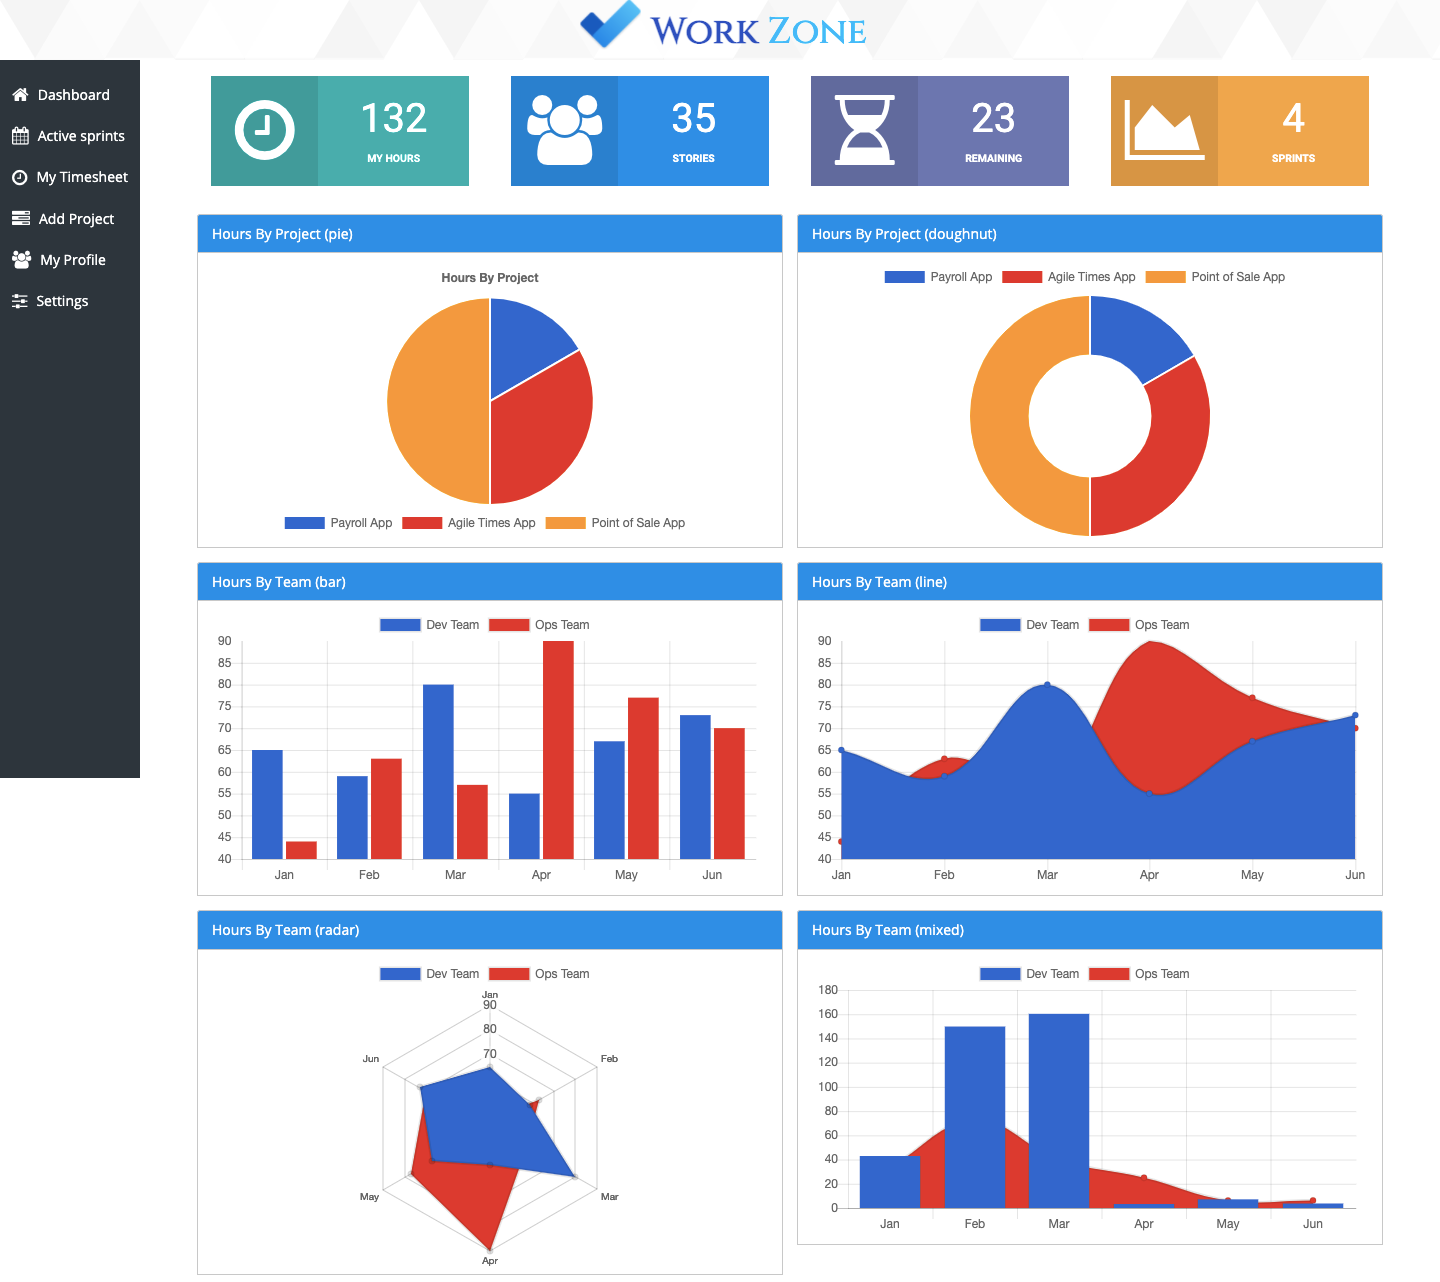 WORK ZONE
Dashboard
Active sprints
My Timesheet
Add Project
My Profile
Settings
132
MY HOURS
35
STORIES
23
REMAINING
4
SPRINTS
Hours By Project (pie)
Hours By Project
Payroll App Agile Times App Point of Sale App
Hours By Project (doughnut)
Payroll App Agile Times App Point of Sale App
Hours By Team (bar)
Dev Team Ops Team
90
85
80
75
70
65
60
55
50
45
40
Jan Feb Mar Apr May Jun
Hours By Team (line)
Dev Team Ops Team
90
85
80
75
70
65
60
55
50
45
40
Jan Feb Mar Apr May Jun
Hours By Team (radar)
Dev Team Ops Team
Jan
90
80
70
Jun Feb
May Mar
Apr
Hours By Team (mixed)
Dev Team Ops Team
180
160
140
120
100
80
60
40
20
0
Jan Feb Mar Apr May Jun